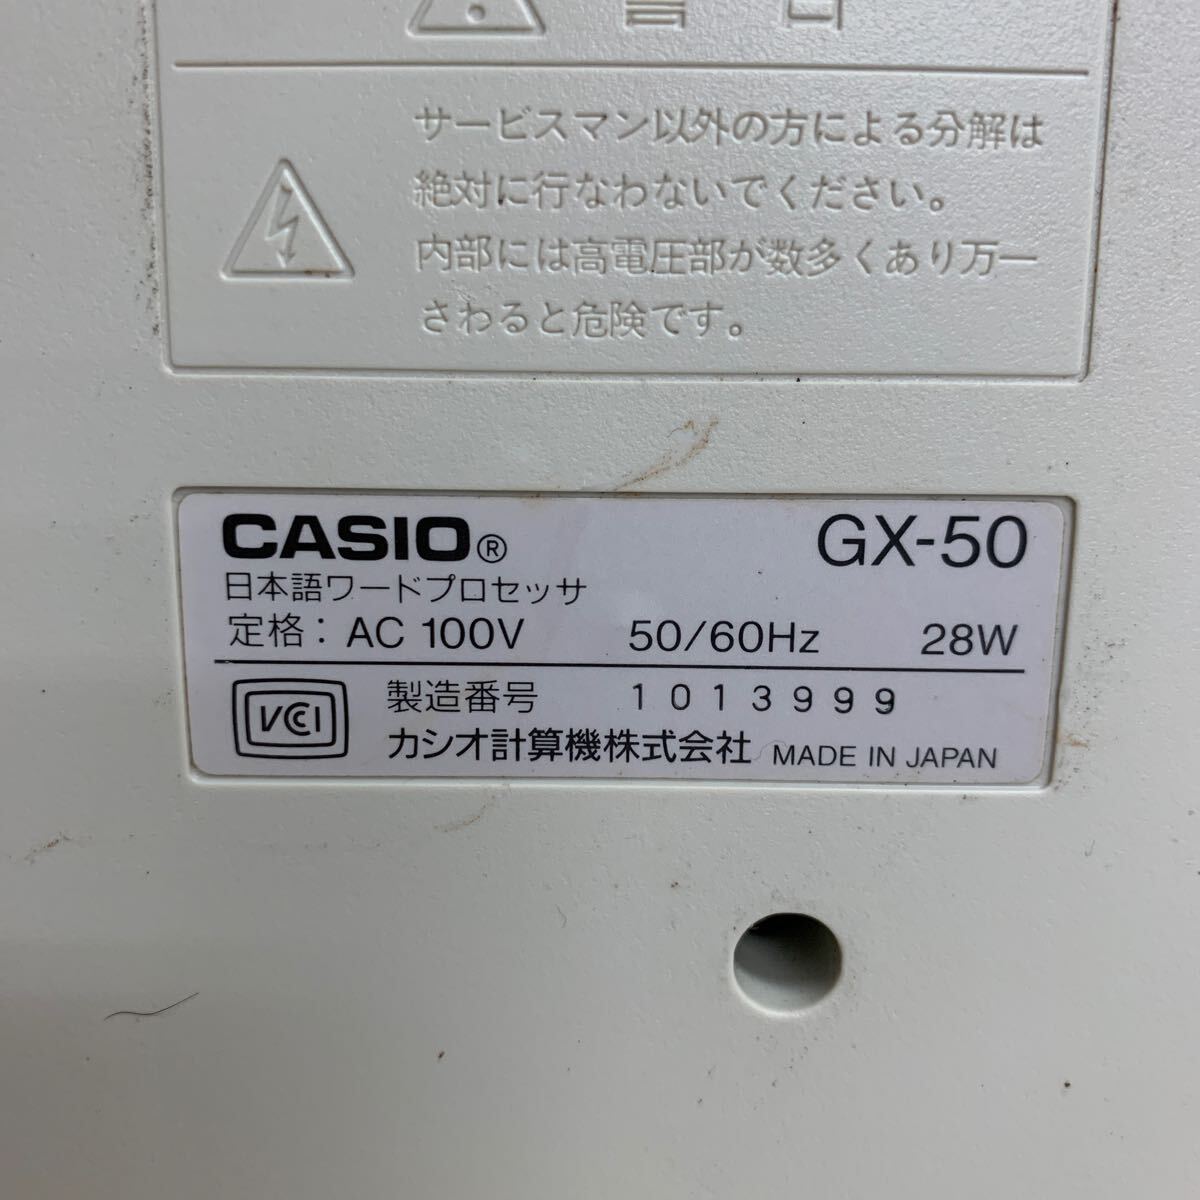 サービスマン以外の方による分解は
絶対に行なわないでください。
内部には高電圧部が数多くあり万一
さわると危険です。
CASIO® GX-50
日本語ワードプロセッサ
定格： AC 100V 50/60Hz 28W
VCCI 製造番号 1013999
カシオ計算機株式会社 MADE IN JAPAN